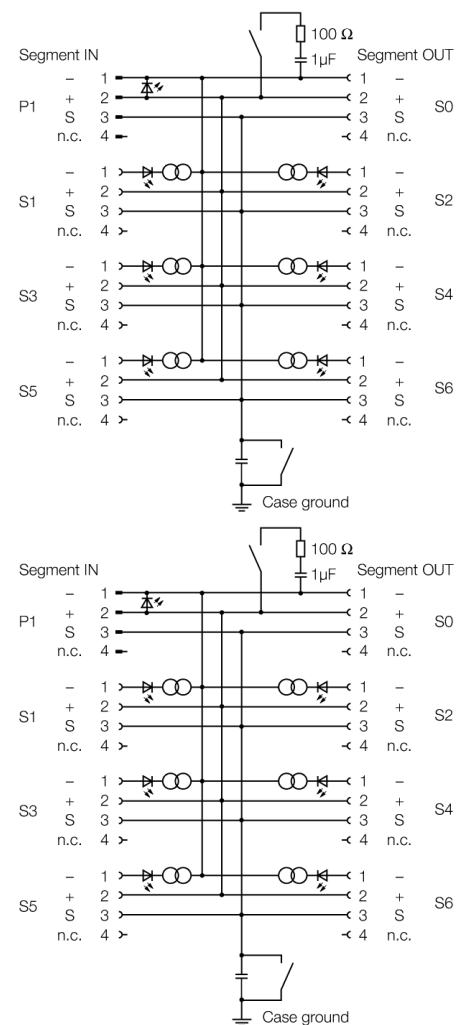 100 Ω
Segment IN 1µF Segment OUT
− 1 1 −
P1 + 2 2 + S0
S 3 3 S
n.c. 4 4 n.c.
− 1 1 −
S1 + 2 2 + S2
S 3 3 S
n.c. 4 4 n.c.
− 1 1 −
S3 + 2 2 + S4
S 3 3 S
n.c. 4 4 n.c.
− 1 1 −
S5 + 2 2 + S6
S 3 3 S
n.c. 4 4 n.c.
Case ground
100 Ω
Segment IN 1µF Segment OUT
− 1 1 −
P1 + 2 2 + S0
S 3 3 S
n.c. 4 4 n.c.
− 1 1 −
S1 + 2 2 + S2
S 3 3 S
n.c. 4 4 n.c.
− 1 1 −
S3 + 2 2 + S4
S 3 3 S
n.c. 4 4 n.c.
− 1 1 −
S5 + 2 2 + S6
S 3 3 S
n.c. 4 4 n.c.
Case ground